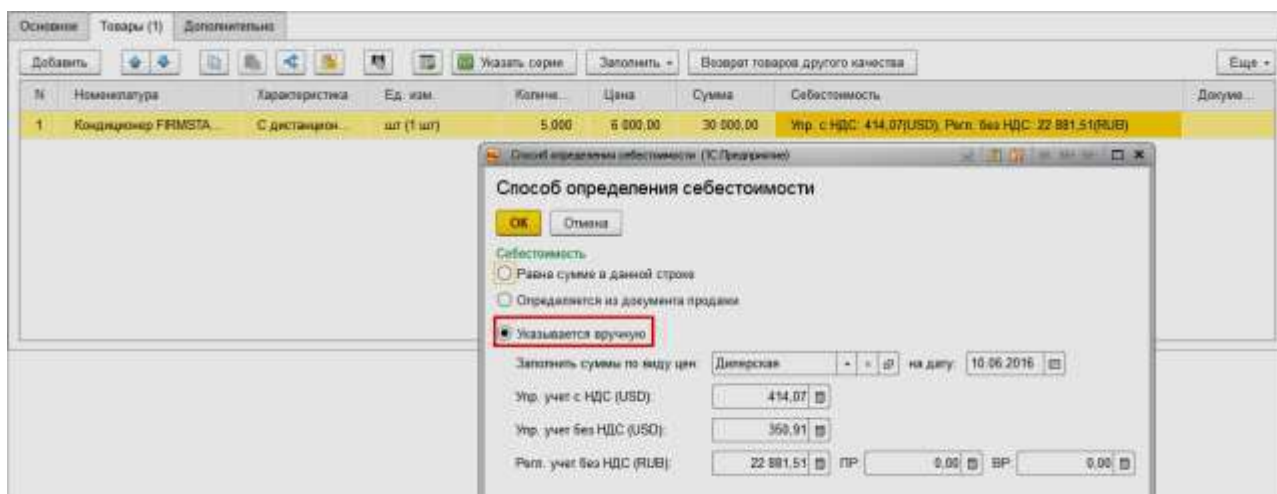 Основное Товары (1) Дополнительно
Добавить Указать серии Заполнить Возврат товаров другого качества Еще
N Номенклатура Характеристика Ед. изм. Количе... Цена Сумма Себестоимость Докуме...
1 Кондиционер FIRMSTA... С дистанцион... шт (1 шт) 5,000 6 000,00 30 000,00 Упр. с НДС: 414,07(USD); Регл. без НДС: 22 881,51(RUB)
Способ определения себестоимости (1С:Предприятие)
Способ определения себестоимости
ОК Отмена
Себестоимость
Равна сумме в данной строке
Определяется из документа продажи
Указывается вручную
Заполнить суммы по виду цен: Дилерская на дату: 10.06.2016
Упр. учет с НДС (USD): 414,07
Упр. учет без НДС (USD): 350,91
Регл. учет без НДС (RUB): 22 881,51 ПР: 0,00 ВР: 0,00